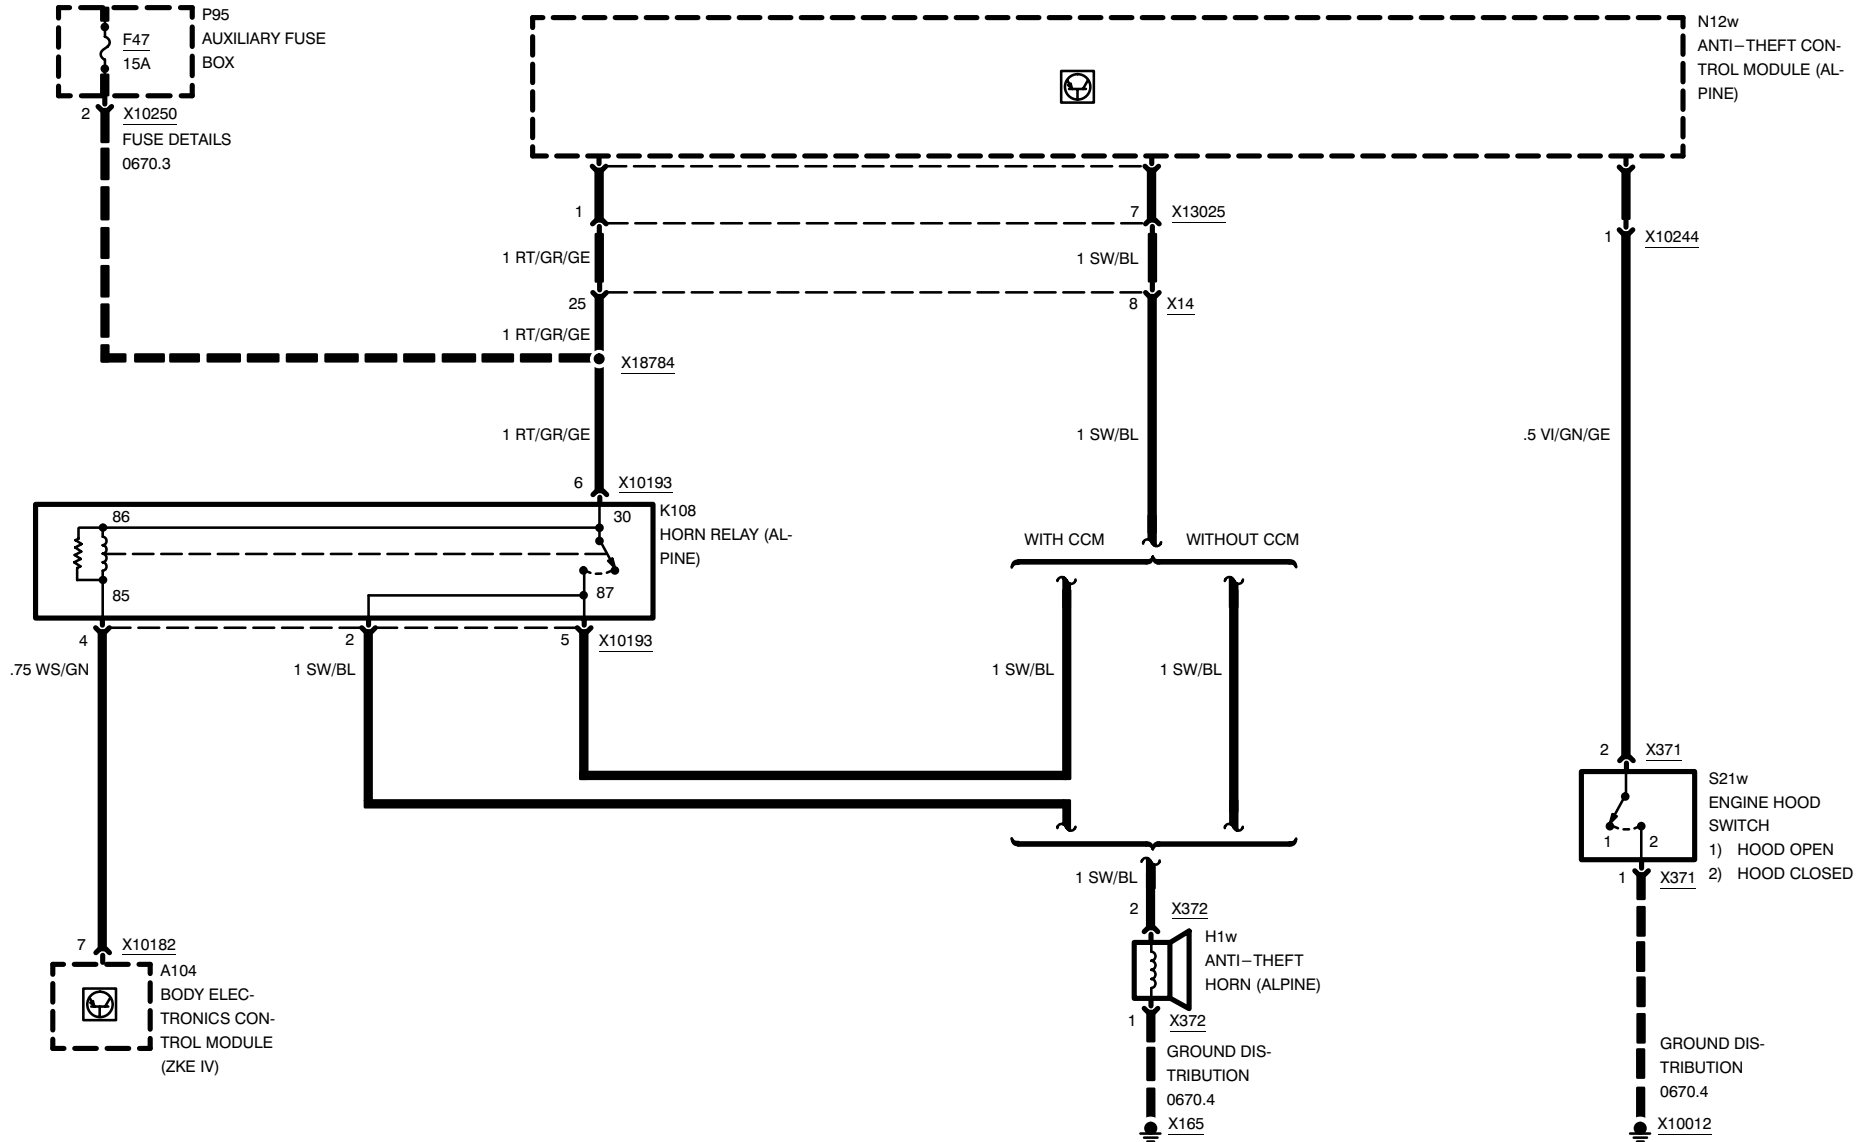 P95
AUXILIARY FUSE
BOX
F47
15A
2 X10250
FUSE DETAILS
0670.3
N12w
ANTI–THEFT CON-
TROL MODULE (AL-
PINE)
1
7 X13025
1 X10244
1 RT/GR/GE
1 SW/BL
25
8 X14
1 RT/GR/GE
X18784
1 RT/GR/GE
1 SW/BL
.5 VI/GN/GE
6 X10193
86
30
K108
HORN RELAY (AL-
PINE)
85
87
WITH CCM
WITHOUT CCM
4
2
5 X10193
.75 WS/GN
1 SW/BL
1 SW/BL
1 SW/BL
2 X371
S21w
ENGINE HOOD
SWITCH
1) HOOD OPEN
2) HOOD CLOSED
1
2
1 X371
1 SW/BL
2 X372
H1w
ANTI–THEFT
HORN (ALPINE)
1 X372
GROUND DIS-
TRIBUTION
0670.4
X165
7 X10182
A104
BODY ELEC-
TRONICS CON-
TROL MODULE
(ZKE IV)
GROUND DIS-
TRIBUTION
0670.4
X10012